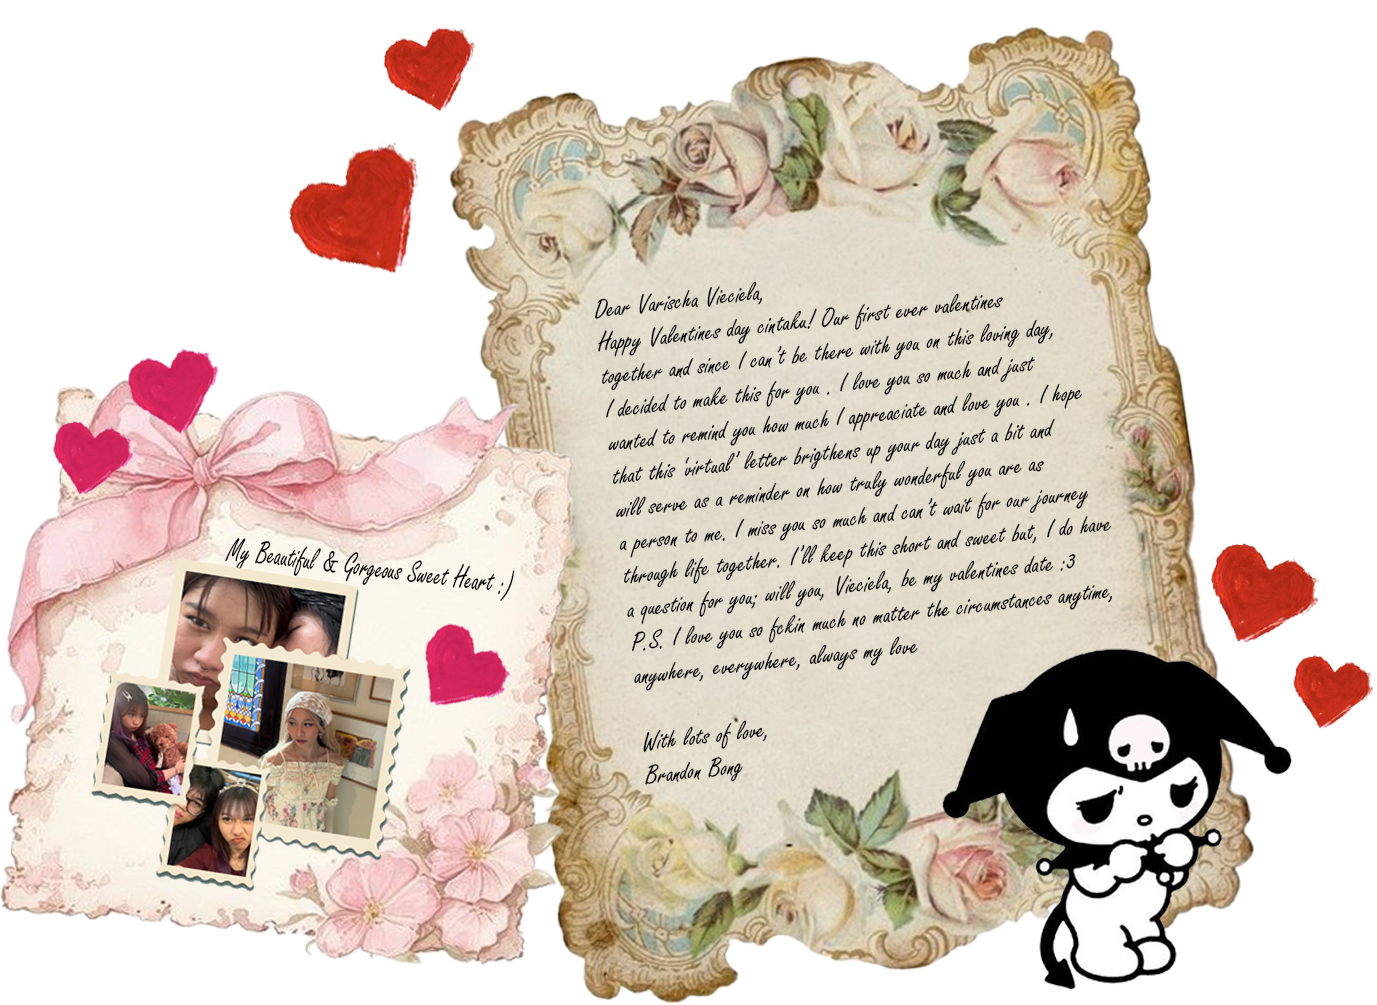 Dear Varischa Vieciela,
Happy Valentines day cintaku! Our first ever valentines
together and since I can't be there with you on this loving day,
I decided to make this for you . I love you so much and just
wanted to remind you how much I appreaciate and love you . I hope
that this 'virtual' letter brigthens up your day just a bit and
will serve as a reminder on how truly wonderful you are as
a person to me. I miss you so much and can't wait for our journey
through life together. I'll keep this short and sweet but, I do have
a question for you; will you, Vieciela, be my valentines date :3
P.S. I love you so fckin much no matter the circumstances anytime,
anywhere, everywhere, always my love
With lots of love,
Brandon Bong
My Beautiful & Gorgeous Sweet Heart :)